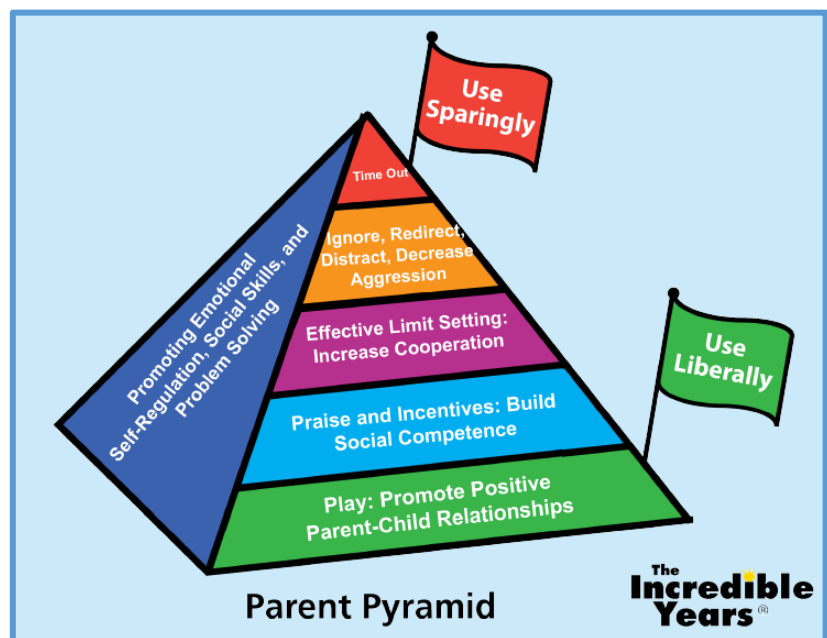 Use
Sparingly
Time Out
Ignore, Redirect,
Distract, Decrease
Aggression
Effective Limit Setting:
Increase Cooperation
Praise and Incentives: Build
Social Competence
Play: Promote Positive
Parent-Child Relationships
Promoting Emotional
Self-Regulation, Social Skills, and
Problem Solving
Use
Liberally
Parent Pyramid
The
Incredible
Years®